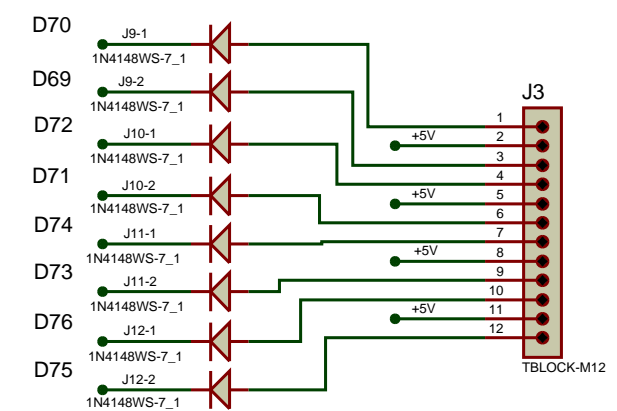 D70
J9-1
1N4148WS-7_1
D69
J9-2
1N4148WS-7_1
D72
J10-1
1N4148WS-7_1
D71
J10-2
1N4148WS-7_1
D74
J11-1
1N4148WS-7_1
D73
J11-2
1N4148WS-7_1
D76
J12-1
1N4148WS-7_1
D75
J12-2
1N4148WS-7_1
J3
1
+5V 2
3
4
+5V 5
6
7
+5V 8
9
10
+5V 11
12
TBLOCK-M12